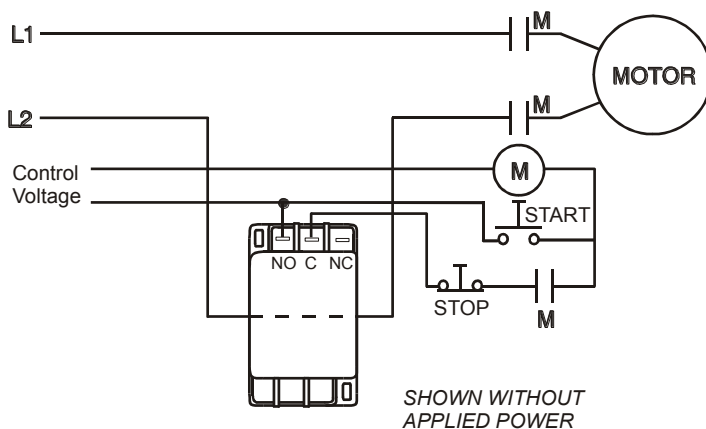 L1
M
MOTOR
L2
M
Control
Voltage
M
START
NO C NC
STOP
M
SHOWN WITHOUT
APPLIED POWER